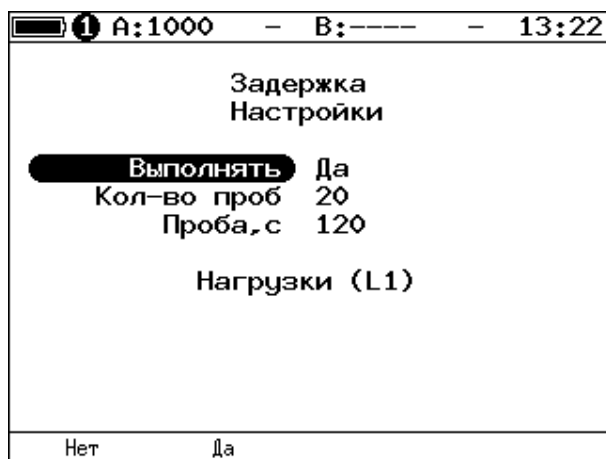 1 A:1000 - B:---- - 13:22
Задержка
Настройки
Выполнять Да
Кол-во проб 20
Проба,с 120
Нагрузки (L1)
Нет Да